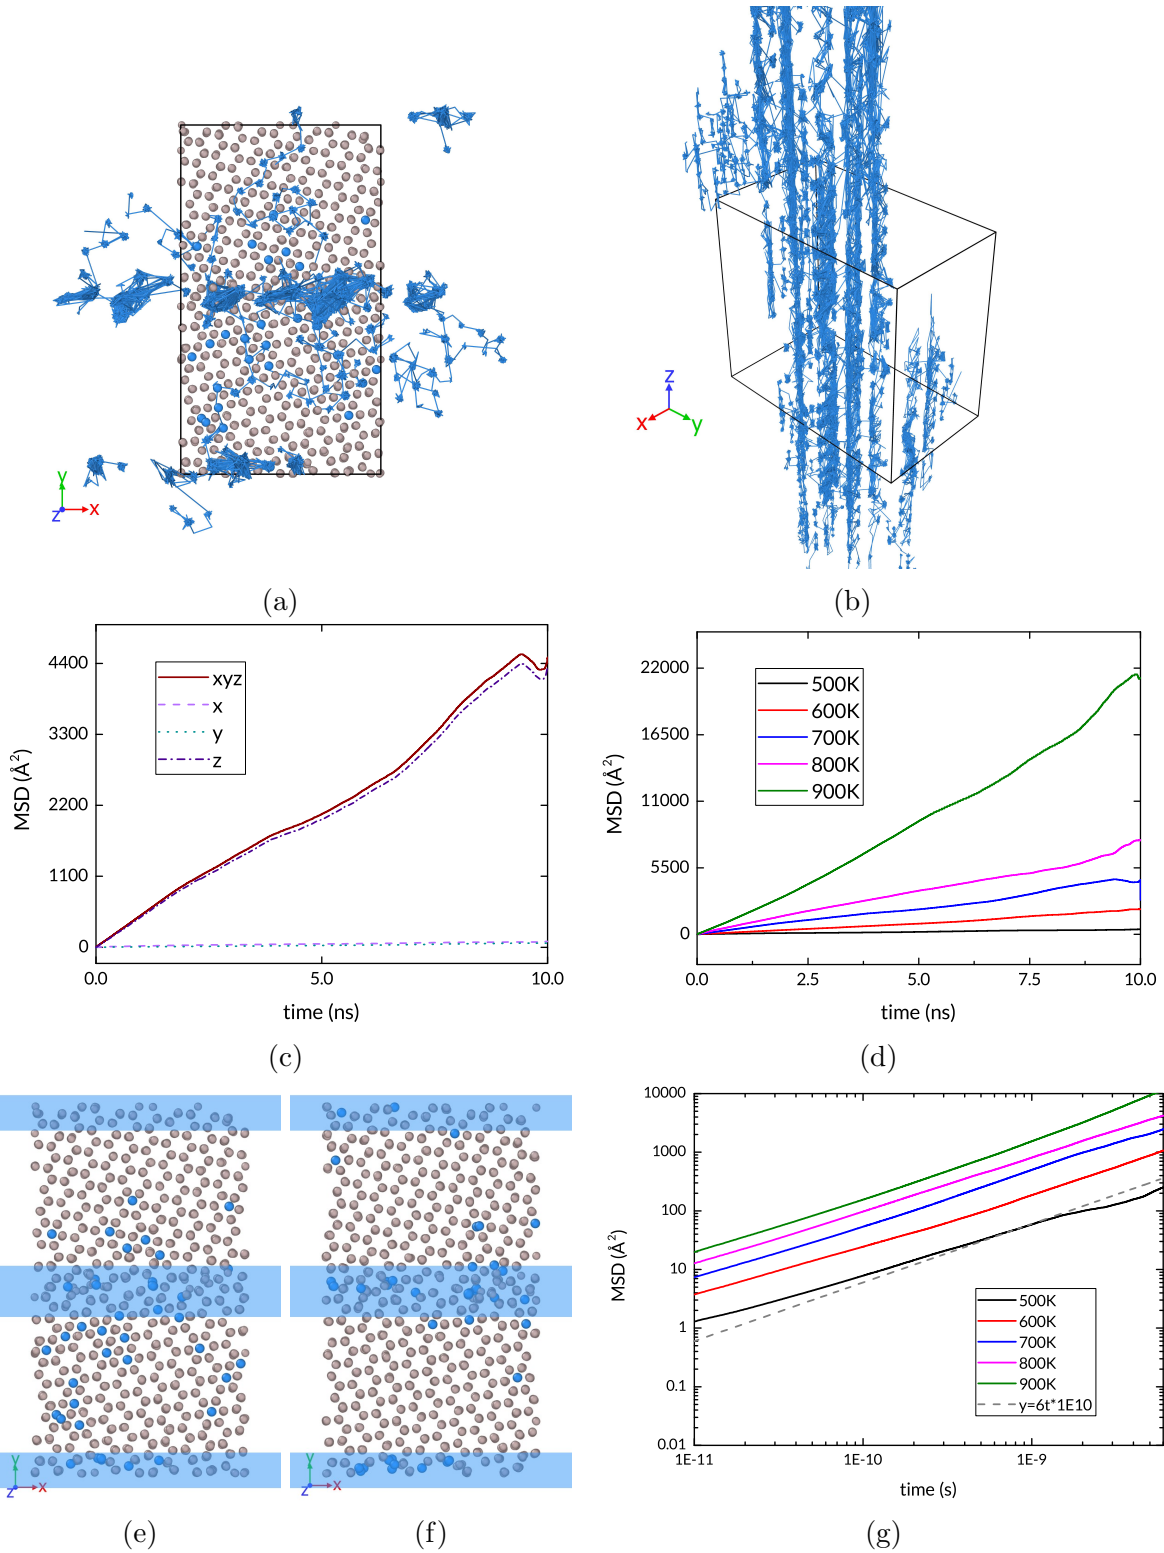 y
z x
z
x y
(a) (b)
4400
3300
2200
1100
0
MSD (Å²)
xyz
x
y
z
0.0 5.0 10.0
time (ns)
(c)
22000
16500
11000
5500
0
MSD (Å²)
500K
600K
700K
800K
900K
0.0 2.5 5.0 7.5 10.0
time (ns)
(d)
y
z x
(e)
y
z x
(f)
10000
1000
100
10
1
0.1
0.01
MSD (Å²)
500K
600K
700K
800K
900K
y=6t*1E10
1E-11 1E-10 1E-9
time (s)
(g)